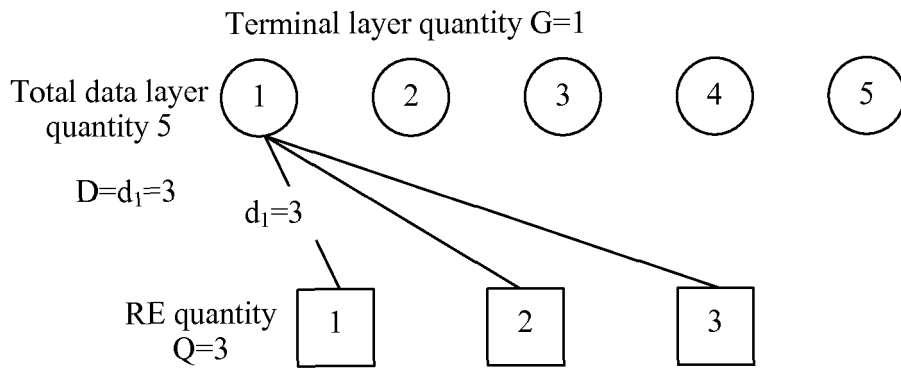 Terminal layer quantity G=1
Total data layer
quantity 5
1 2 3 4 5
D=d₁=3
d₁=3
RE quantity
Q=3
1 2 3